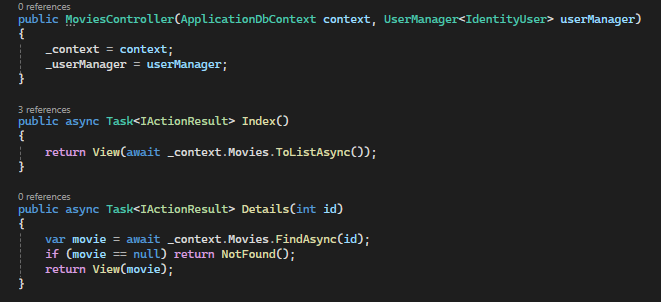 0 references
public MoviesController(ApplicationDbContext context, UserManager<IdentityUser> userManager)
{
    _context = context;
    _userManager = userManager;
}
3 references
public async Task<IActionResult> Index()
{
    return View(await _context.Movies.ToListAsync());
}
0 references
public async Task<IActionResult> Details(int id)
{
    var movie = await _context.Movies.FindAsync(id);
    if (movie == null) return NotFound();
    return View(movie);
}